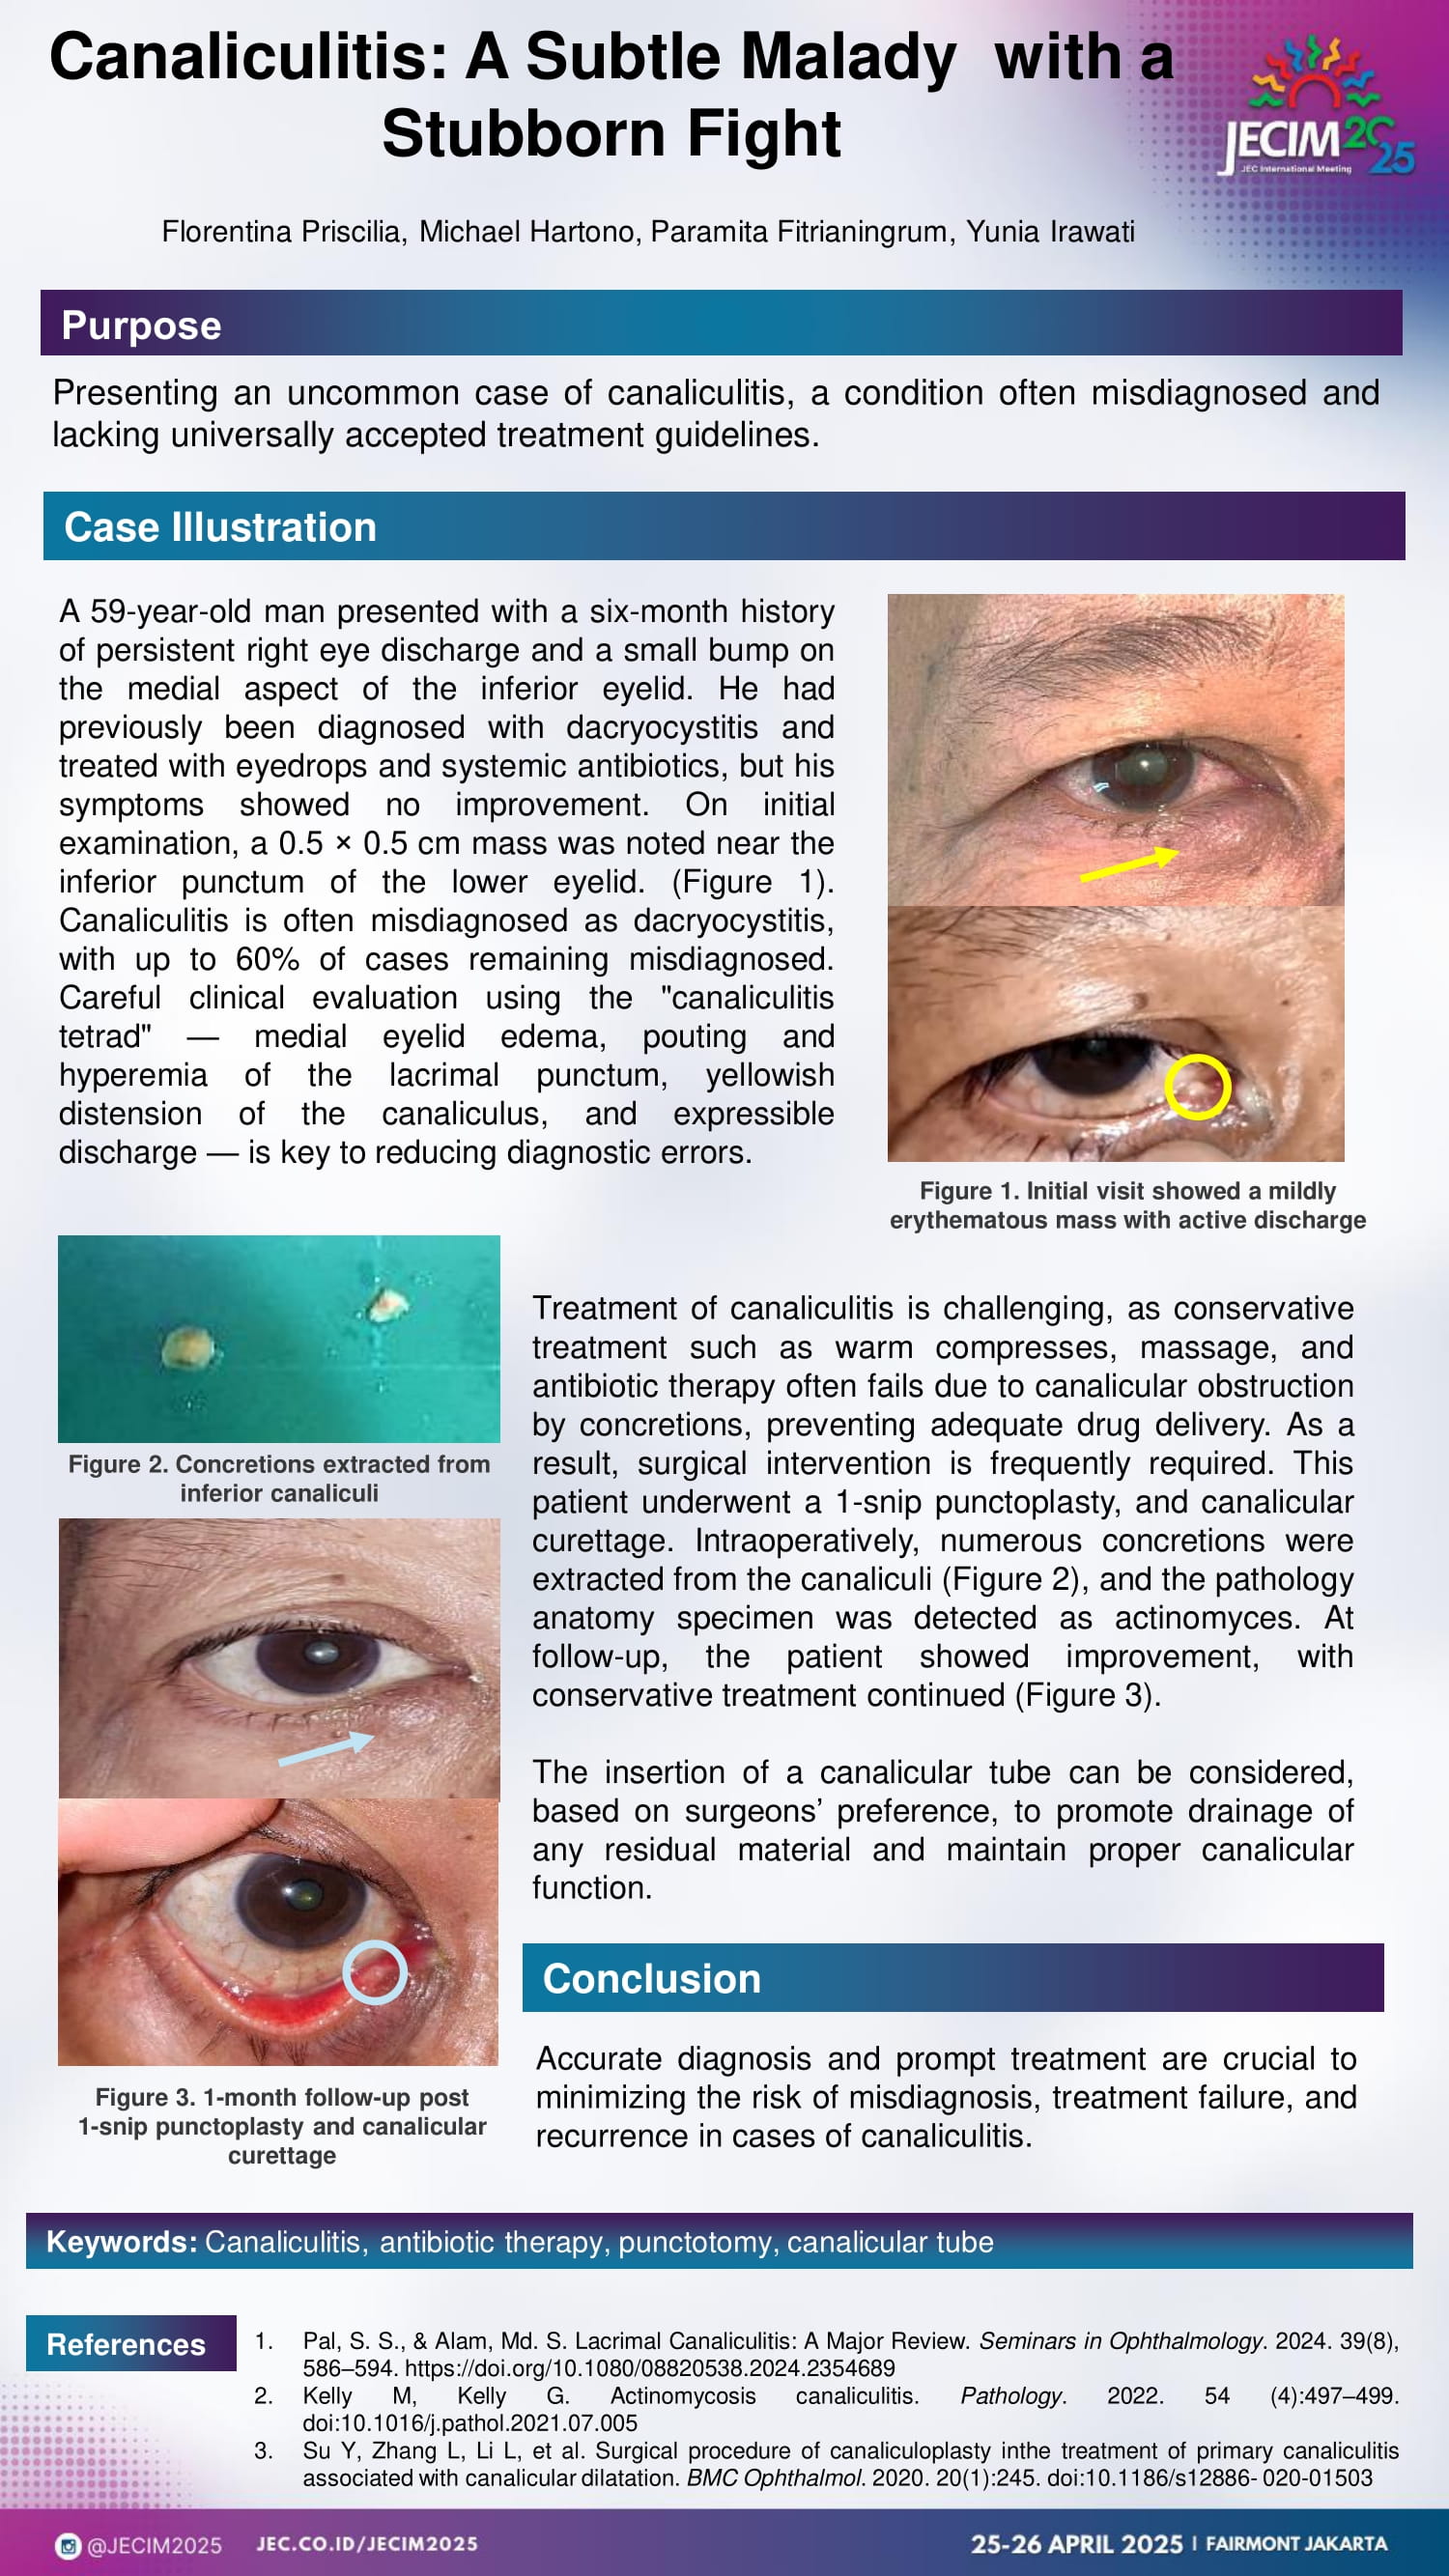 Canaliculitis: A Subtle Malady with a
Stubborn Fight
JECIM 2025
JEC International Meeting
Florentina Priscilia, Michael Hartono, Paramita Fitrianingrum, Yunia Irawati
Purpose
Presenting an uncommon case of canaliculitis, a condition often misdiagnosed and
lacking universally accepted treatment guidelines.
Case Illustration
A 59-year-old man presented with a six-month history
of persistent right eye discharge and a small bump on
the medial aspect of the inferior eyelid. He had
previously been diagnosed with dacryocystitis and
treated with eyedrops and systemic antibiotics, but his
symptoms showed no improvement. On initial
examination, a 0.5 × 0.5 cm mass was noted near the
inferior punctum of the lower eyelid. (Figure 1).
Canaliculitis is often misdiagnosed as dacryocystitis,
with up to 60% of cases remaining misdiagnosed.
Careful clinical evaluation using the "canaliculitis
tetrad" — medial eyelid edema, pouting and
hyperemia of the lacrimal punctum, yellowish
distension of the canaliculus, and expressible
discharge — is key to reducing diagnostic errors.
Figure 1. Initial visit showed a mildly
erythematous mass with active discharge
Figure 2. Concretions extracted from
inferior canaliculi
Treatment of canaliculitis is challenging, as conservative
treatment such as warm compresses, massage, and
antibiotic therapy often fails due to canalicular obstruction
by concretions, preventing adequate drug delivery. As a
result, surgical intervention is frequently required. This
patient underwent a 1-snip punctoplasty, and canalicular
curettage. Intraoperatively, numerous concretions were
extracted from the canaliculi (Figure 2), and the pathology
anatomy specimen was detected as actinomyces. At
follow-up, the patient showed improvement, with
conservative treatment continued (Figure 3).
The insertion of a canalicular tube can be considered,
based on surgeons’ preference, to promote drainage of
any residual material and maintain proper canalicular
function.
Figure 3. 1-month follow-up post
1-snip punctoplasty and canalicular
curettage
Conclusion
Accurate diagnosis and prompt treatment are crucial to
minimizing the risk of misdiagnosis, treatment failure, and
recurrence in cases of canaliculitis.
Keywords: Canaliculitis, antibiotic therapy, punctotomy, canalicular tube
References
1. Pal, S. S., & Alam, Md. S. Lacrimal Canaliculitis: A Major Review. Seminars in Ophthalmology. 2024. 39(8),
586–594. https://doi.org/10.1080/08820538.2024.2354689
2. Kelly M, Kelly G. Actinomycosis canaliculitis. Pathology. 2022. 54 (4):497–499.
doi:10.1016/j.pathol.2021.07.005
3. Su Y, Zhang L, Li L, et al. Surgical procedure of canaliculoplasty inthe treatment of primary canaliculitis
associated with canalicular dilatation. BMC Ophthalmol. 2020. 20(1):245. doi:10.1186/s12886- 020-01503
@JECIM2025 JEC.CO.ID/JECIM2025
25-26 APRIL 2025 | FAIRMONT JAKARTA